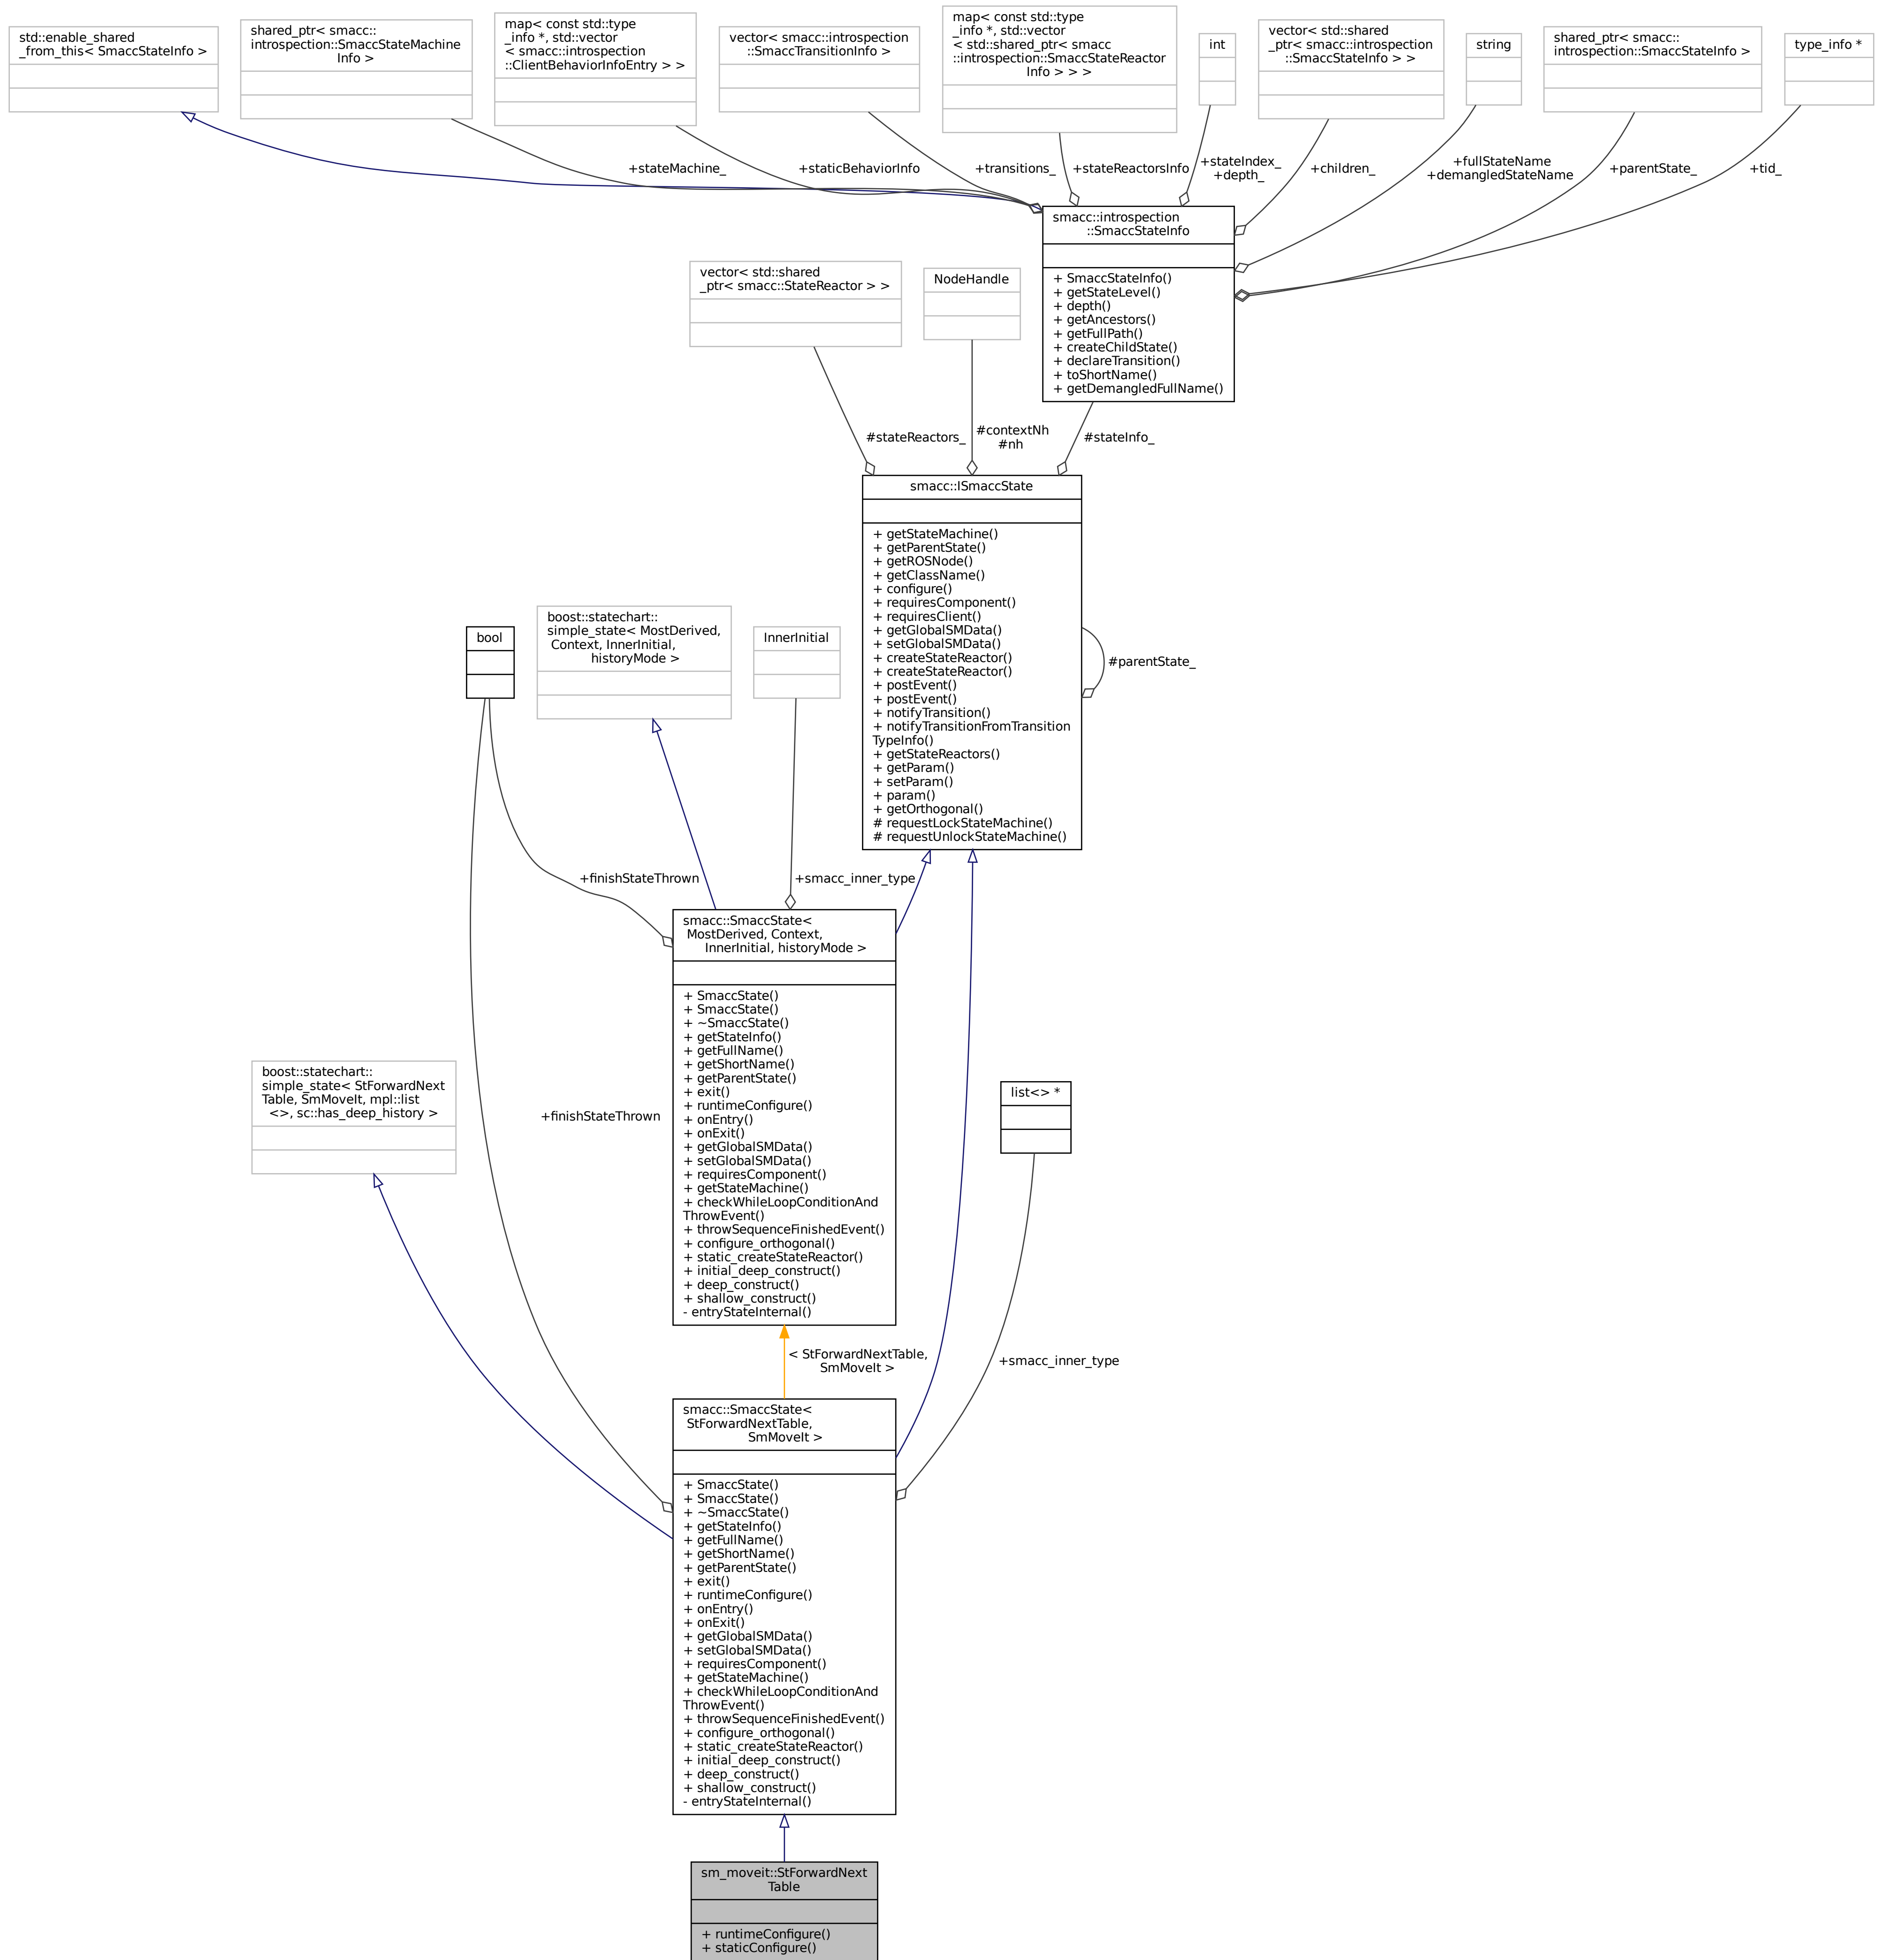 std::enable_shared
_from_this< SmaccStateInfo >
shared_ptr< smacc::
introspection::SmaccStateMachine
Info >
map< const std::type
_info *, std::vector
< smacc::introspection
::ClientBehaviorInfoEntry > >
vector< smacc::introspection
::SmaccTransitionInfo >
map< const std::type
_info *, std::vector
< std::shared_ptr< smacc
::introspection::SmaccStateReactor
Info > > >
int
vector< std::shared
_ptr< smacc::introspection
::SmaccStateInfo > >
string
shared_ptr< smacc::
introspection::SmaccStateInfo >
type_info *
+stateMachine_
+staticBehaviorInfo
+transitions_
+stateReactorsInfo
+stateIndex_
+depth_
+children_
+fullStateName
+demangledStateName
+parentState_
+tid_
smacc::introspection
::SmaccStateInfo
+ SmaccStateInfo()
+ getStateLevel()
+ depth()
+ getAncestors()
+ getFullPath()
+ createChildState()
+ declareTransition()
+ toShortName()
+ getDemangledFullName()
vector< std::shared
_ptr< smacc::StateReactor > >
NodeHandle
#stateReactors_
#contextNh
#nh
#stateInfo_
smacc::ISmaccState
+ getStateMachine()
+ getParentState()
+ getROSNode()
+ getClassName()
+ configure()
+ requiresComponent()
+ requiresClient()
+ getGlobalSMData()
+ setGlobalSMData()
+ createStateReactor()
+ createStateReactor()
+ postEvent()
+ postEvent()
+ notifyTransition()
+ notifyTransitionFromTransition
TypeInfo()
+ getStateReactors()
+ getParam()
+ setParam()
+ param()
+ getOrthogonal()
# requestLockStateMachine()
# requestUnlockStateMachine()
#parentState_
bool
boost::statechart::
simple_state< MostDerived,
Context, InnerInitial,
historyMode >
InnerInitial
+finishStateThrown
+smacc_inner_type
smacc::SmaccState<
MostDerived, Context,
InnerInitial, historyMode >
+ SmaccState()
+ SmaccState()
+ ~SmaccState()
+ getStateInfo()
+ getFullName()
+ getShortName()
+ getParentState()
+ exit()
+ runtimeConfigure()
+ onEntry()
+ onExit()
+ getGlobalSMData()
+ setGlobalSMData()
+ requiresComponent()
+ getStateMachine()
+ checkWhileLoopConditionAnd
ThrowEvent()
+ throwSequenceFinishedEvent()
+ configure_orthogonal()
+ static_createStateReactor()
+ initial_deep_construct()
+ deep_construct()
+ shallow_construct()
- entryStateInternal()
boost::statechart::
simple_state< StForwardNext
Table, SmMoveIt, mpl::list
<>, sc::has_deep_history >
+finishStateThrown
list<> *
< StForwardNextTable,
SmMoveIt >
+smacc_inner_type
smacc::SmaccState<
StForwardNextTable,
SmMoveIt >
+ SmaccState()
+ SmaccState()
+ ~SmaccState()
+ getStateInfo()
+ getFullName()
+ getShortName()
+ getParentState()
+ exit()
+ runtimeConfigure()
+ onEntry()
+ onExit()
+ getGlobalSMData()
+ setGlobalSMData()
+ requiresComponent()
+ getStateMachine()
+ checkWhileLoopConditionAnd
ThrowEvent()
+ throwSequenceFinishedEvent()
+ configure_orthogonal()
+ static_createStateReactor()
+ initial_deep_construct()
+ deep_construct()
+ shallow_construct()
- entryStateInternal()
sm_moveit::StForwardNext
Table
+ runtimeConfigure()
+ staticConfigure()